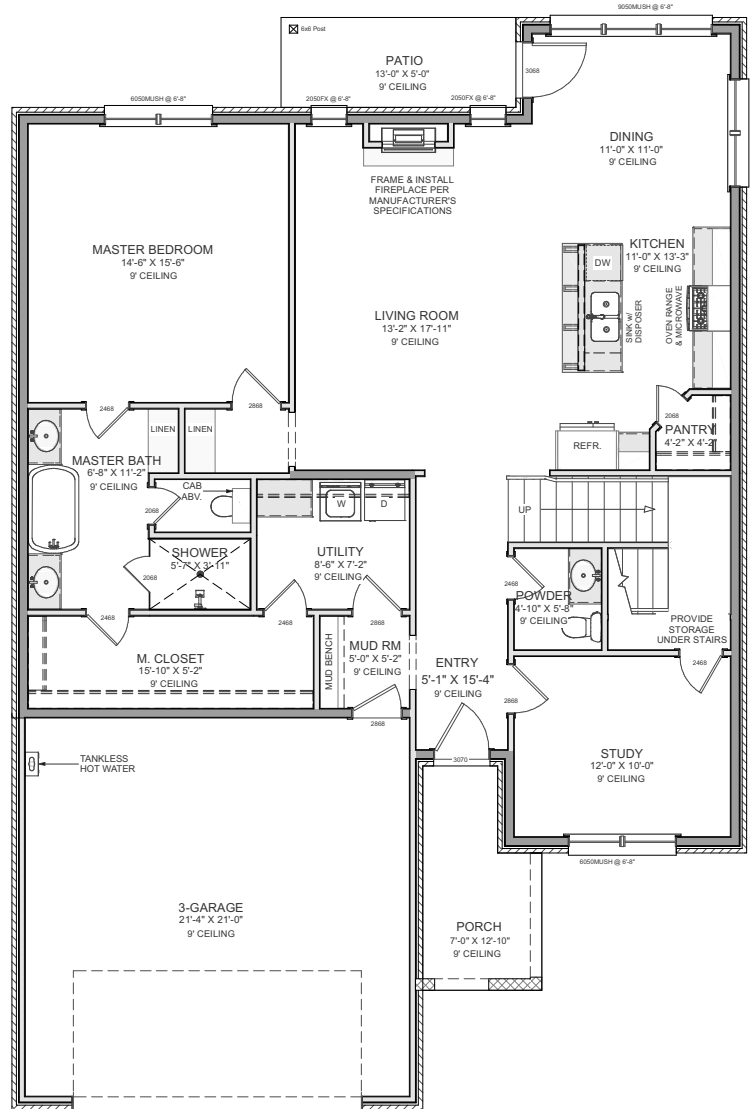 9050MUSH @ 6'-8"
6x6 Post
PATIO
13'-0" X 5'-0"
9' CEILING
3068
6050MUSH @ 6'-8"
2050FX @ 6'-8"
2050FX @ 6'-8"
DINING
11'-0" X 11'-0"
9' CEILING
FRAME & INSTALL
FIREPLACE PER
MANUFACTURER'S
SPECIFICATIONS
MASTER BEDROOM
14'-6" X 15'-6"
9' CEILING
KITCHEN
11'-0" X 13'-3"
9' CEILING
DW
SINK w/
DISPOSER
OVEN RANGE
& MICROWAVE
LIVING ROOM
13'-2" X 17'-11"
9' CEILING
2468
2868
2068
LINEN
LINEN
PANTRY
4'-2" X 4'-2"
REFR.
MASTER BATH
6'-8" X 11'-2"
9' CEILING
CAB
ABV.
2068
W
D
UP
SHOWER
5'-7" X 3'-11"
2068
UTILITY
8'-6" X 7'-2"
9' CEILING
2468
POWDER
4'-10" X 5'-8"
9' CEILING
PROVIDE
STORAGE
UNDER STAIRS
2468
2468
2868
M. CLOSET
15'-10" X 5'-2"
9' CEILING
MUD BENCH
MUD RM
5'-0" X 5'-2"
9' CEILING
ENTRY
5'-1" X 15'-4"
9' CEILING
2468
2868
2868
3070
TANKLESS
HOT WATER
STUDY
12'-0" X 10'-0"
9' CEILING
6050MUSH @ 6'-8"
3-GARAGE
21'-4" X 21'-0"
9' CEILING
PORCH
7'-0" X 12'-10"
9' CEILING